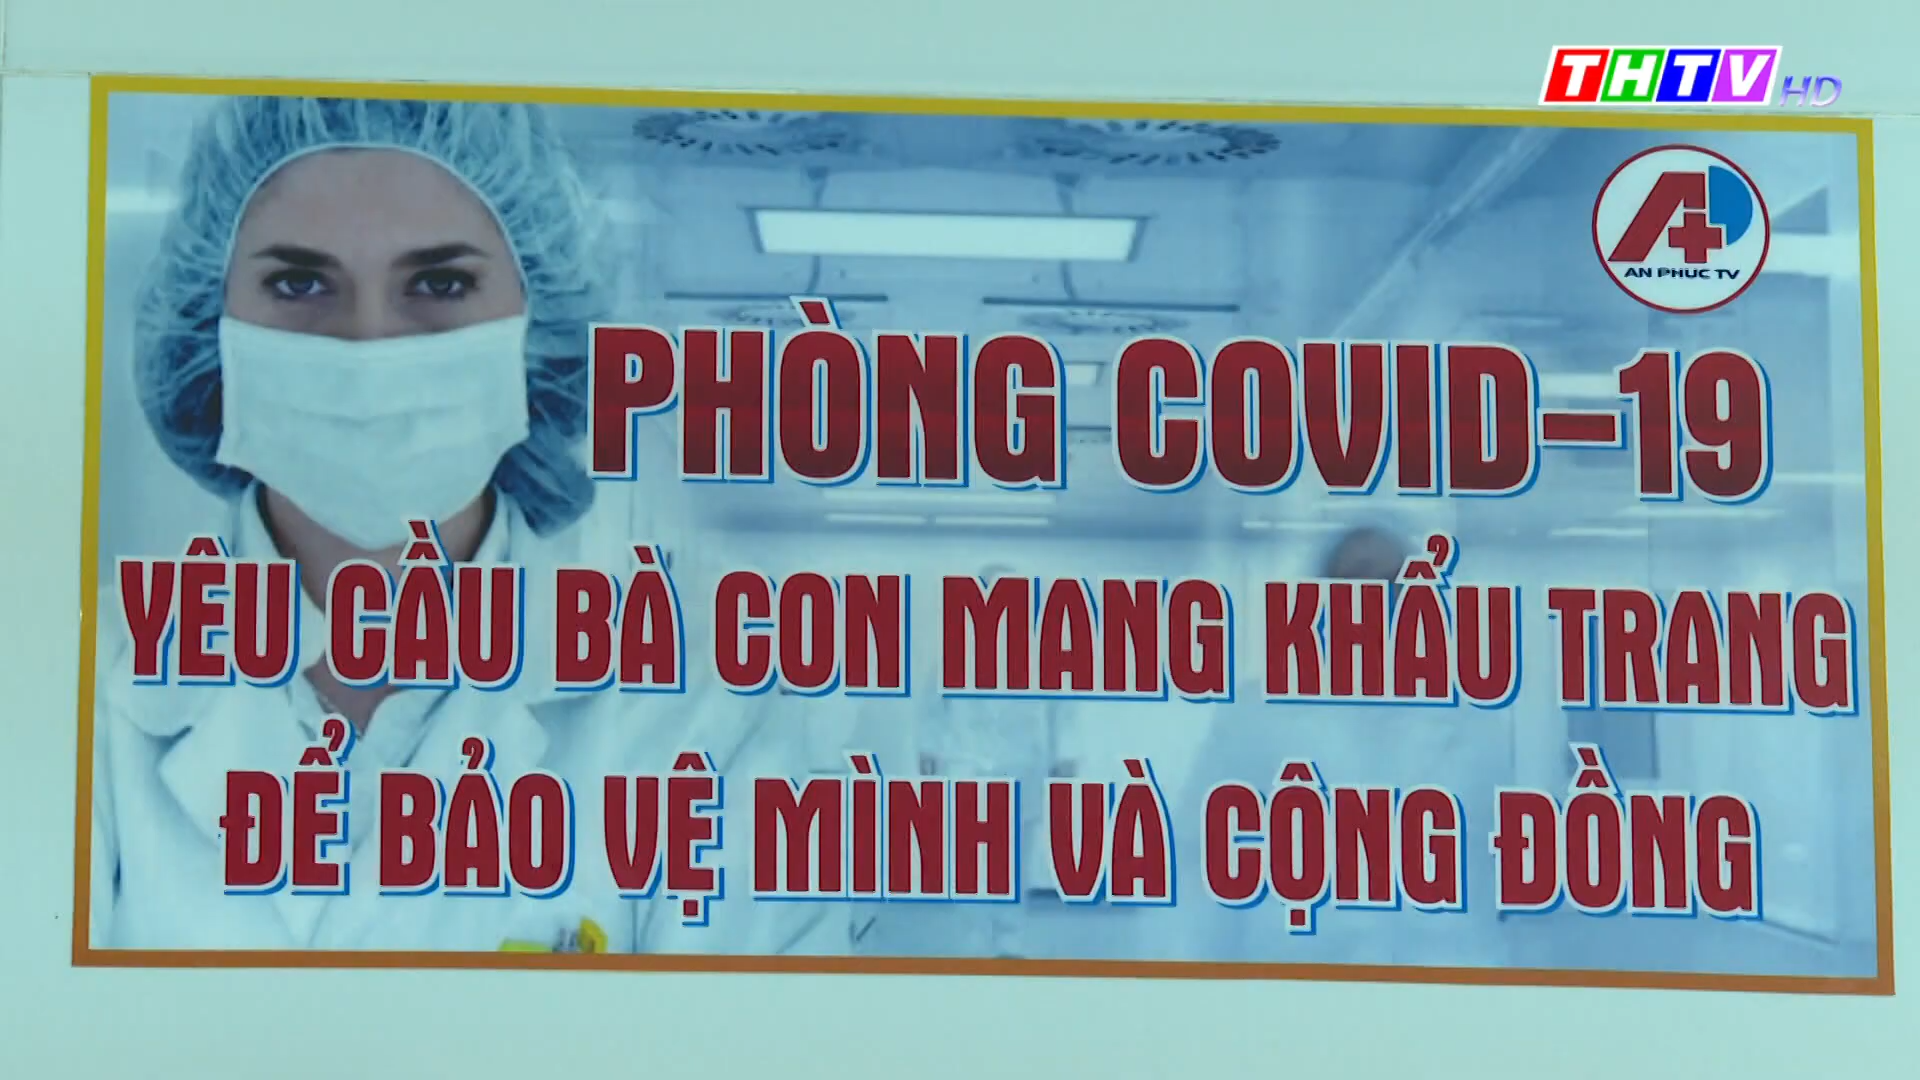 THTV HD
AN PHUC TV
PHÒNG COVID-19
YÊU CẦU BÀ CON MANG KHẨU TRANG
ĐỂ BẢO VỆ MÌNH VÀ CỘNG ĐỒNG